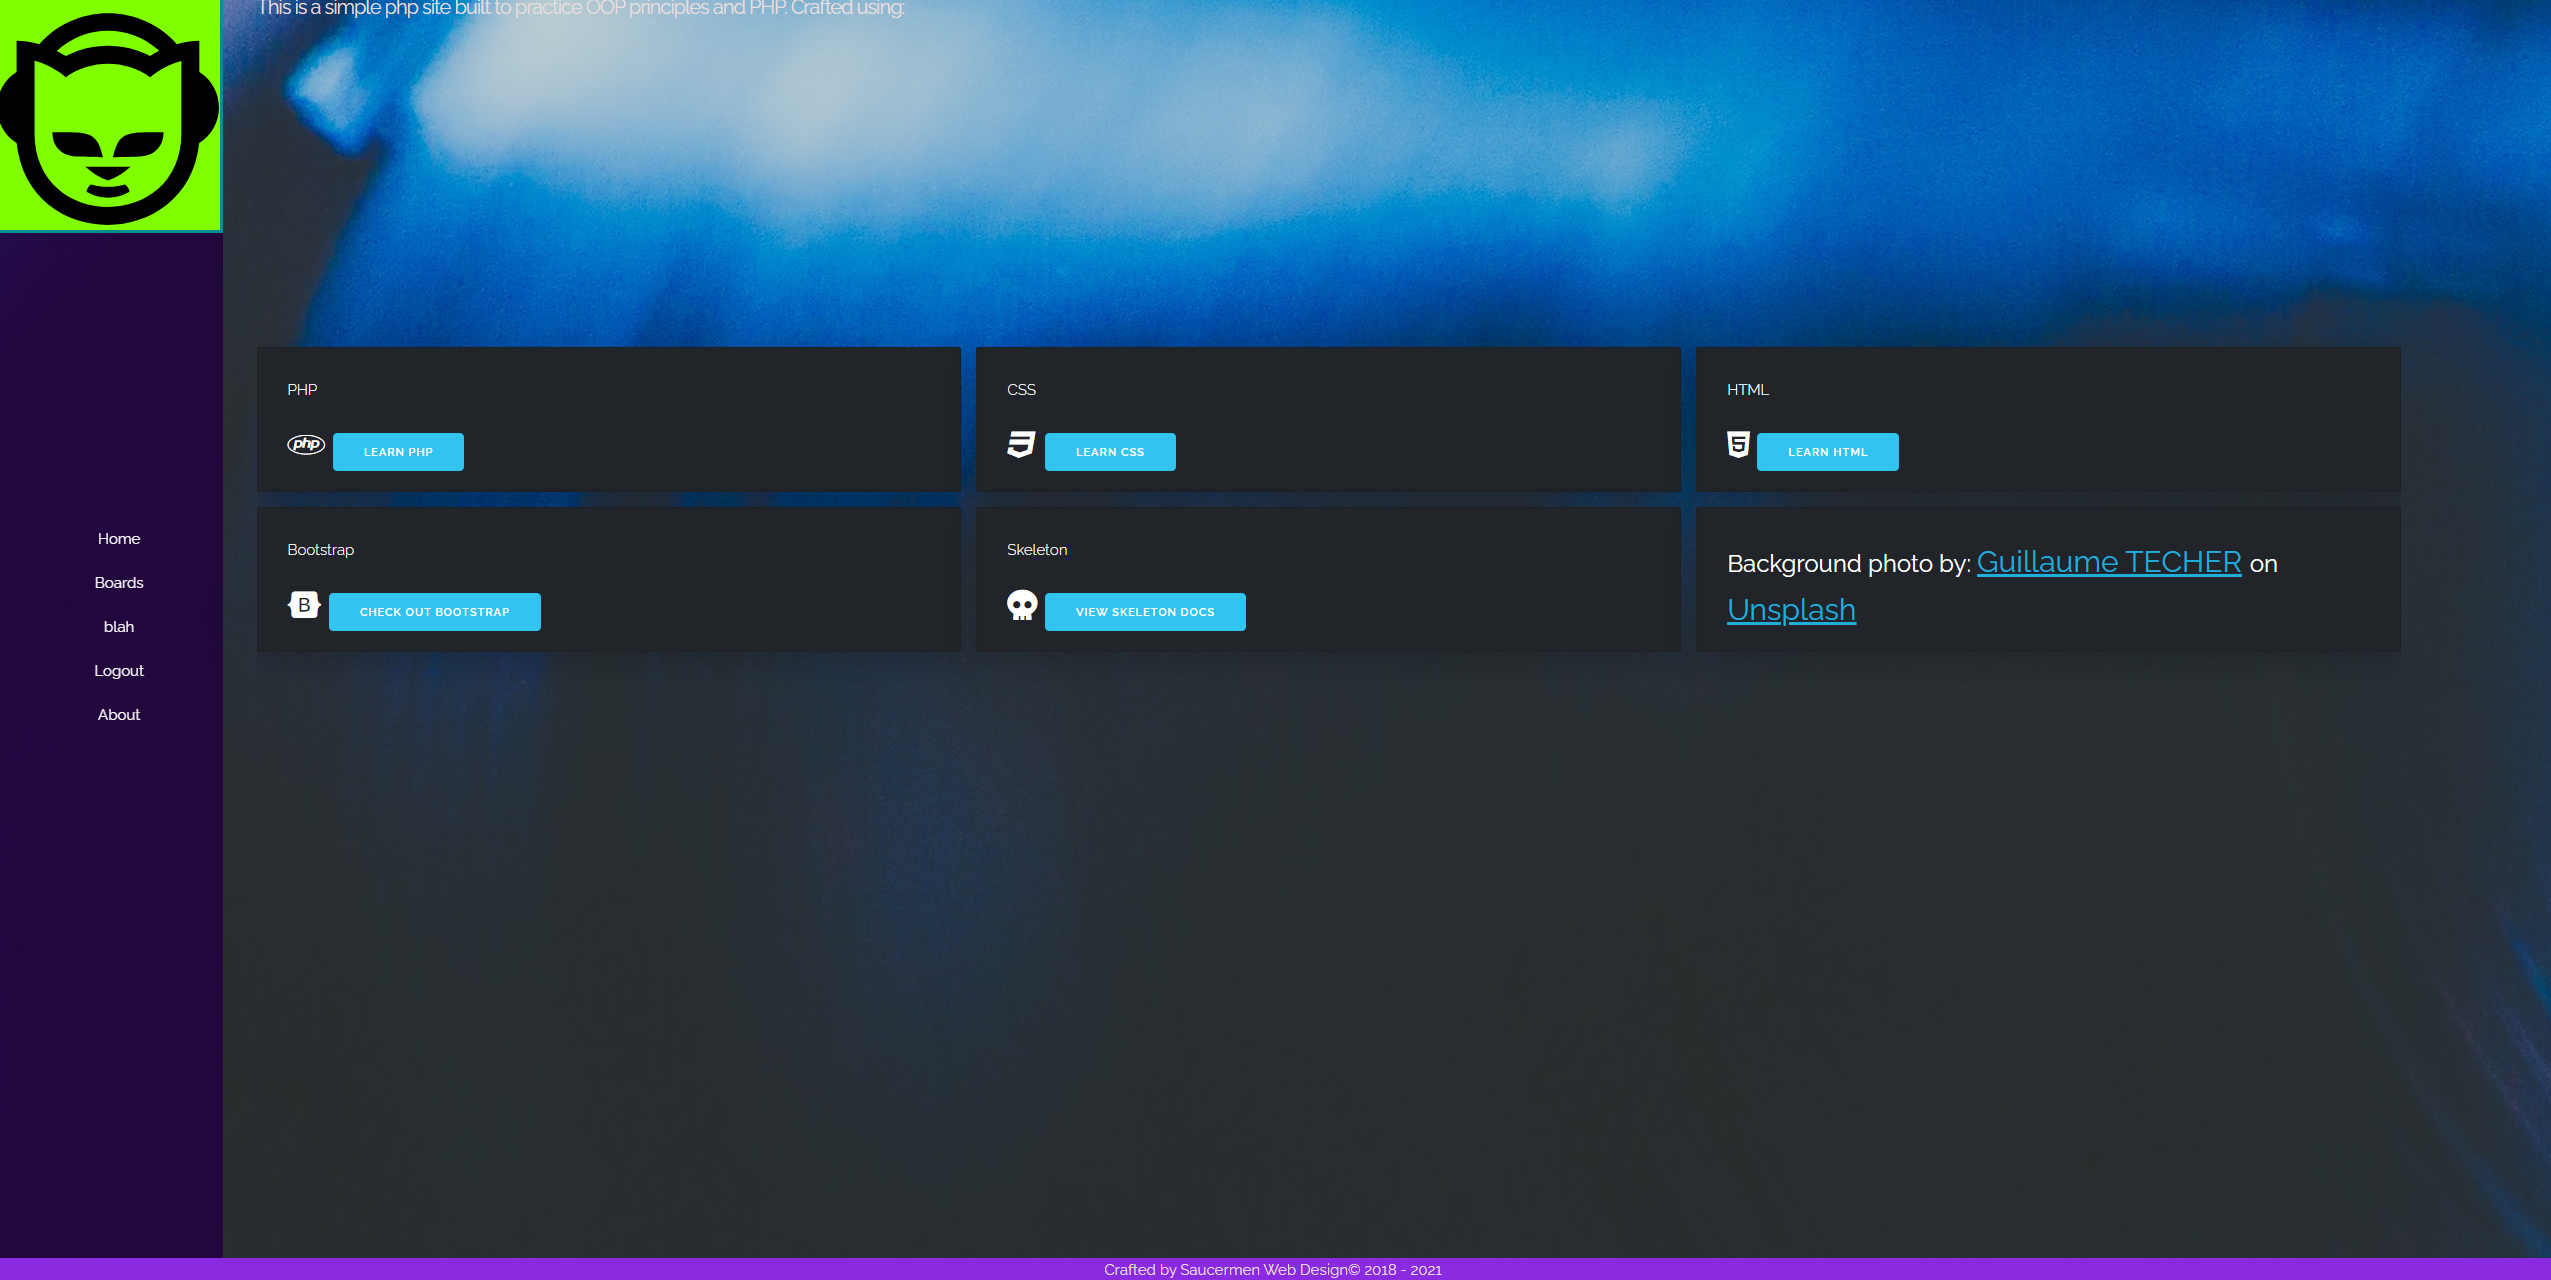 This is a simple php site built to practice OOP principles and PHP. Crafted using:
Home
Boards
blah
Logout
About
PHP
php
LEARN PHP
CSS
LEARN CSS
HTML
5
LEARN HTML
Bootstrap
B
CHECK OUT BOOTSTRAP
Skeleton
VIEW SKELETON DOCS
Background photo by: Guillaume TECHER on
Unsplash
Crafted by Saucermen Web Design© 2018 - 2021